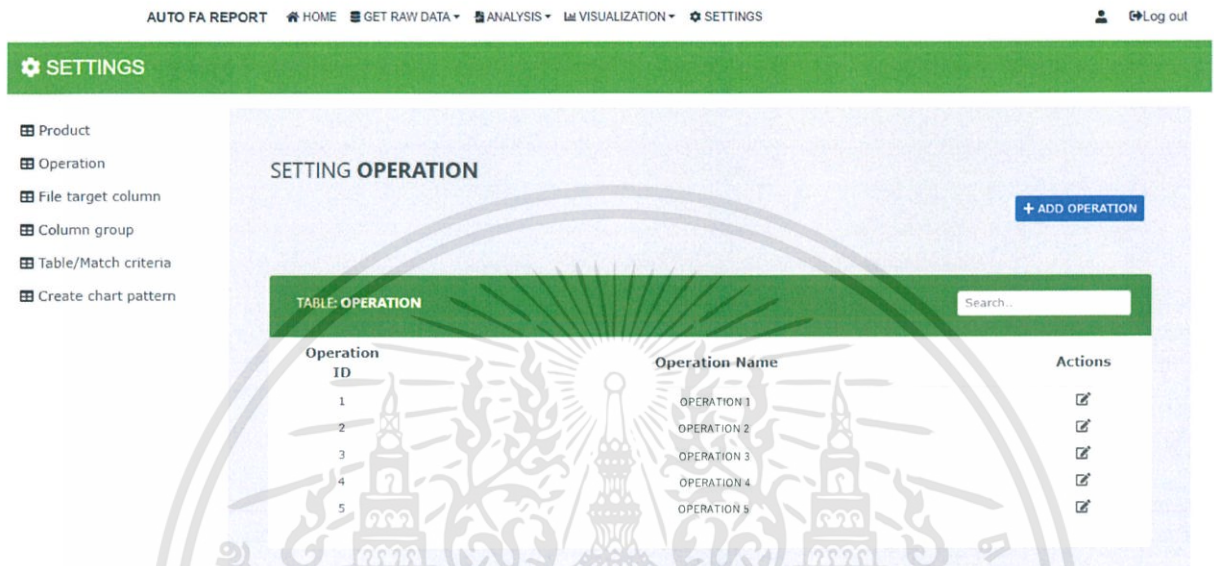 AUTO FA REPORT HOME GET RAW DATA ANALYSIS VISUALIZATION SETTINGS Log out
SETTINGS
Product
Operation
File target column
Column group
Table/Match criteria
Create chart pattern
SETTING OPERATION
+ ADD OPERATION
TABLE: OPERATION Search..
Operation ID Operation Name Actions
1 OPERATION 1
2 OPERATION 2
3 OPERATION 3
4 OPERATION 4
5 OPERATION 5